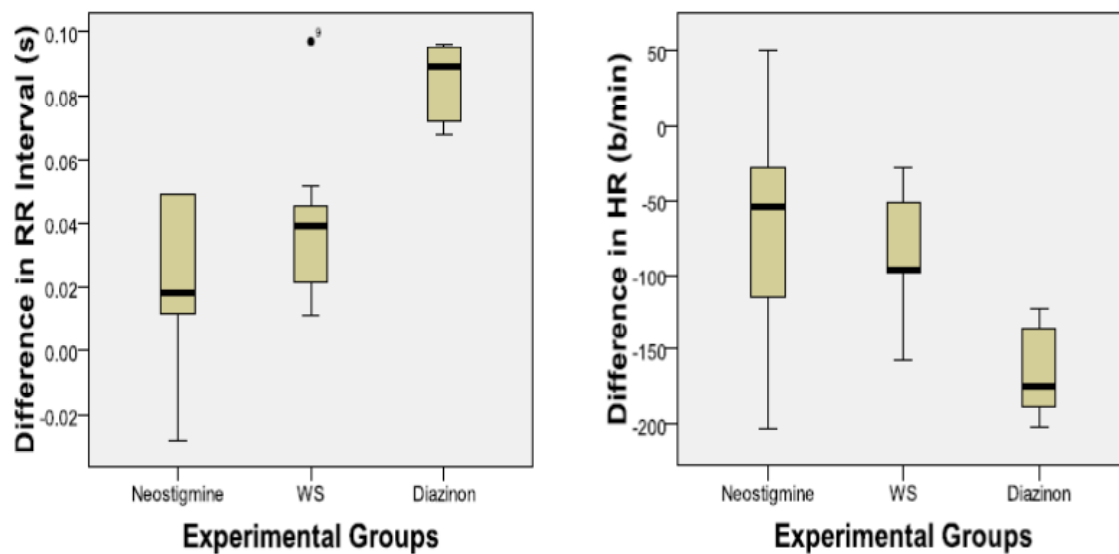 Difference in RR Interval (s)
0.10
0.08
0.06
0.04
0.02
0.00
-0.02
9
Neostigmine WS Diazinon
Experimental Groups
Difference in HR (b/min)
50
0
-50
-100
-150
-200
Neostigmine WS Diazinon
Experimental Groups